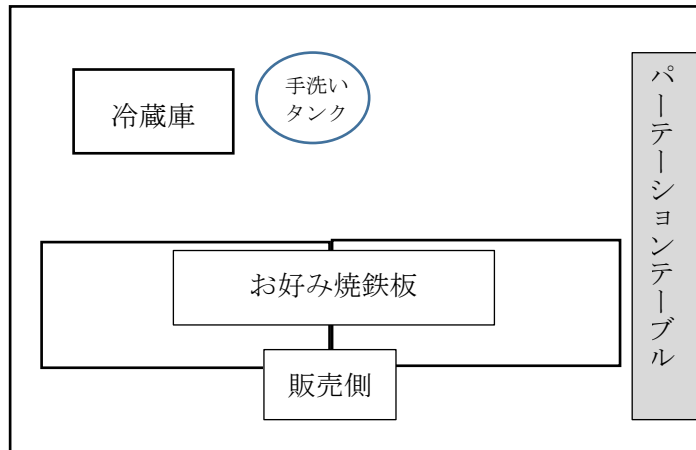 冷蔵庫
手洗い
タンク
パーテーションテーブル
お好み焼鉄板
販売側